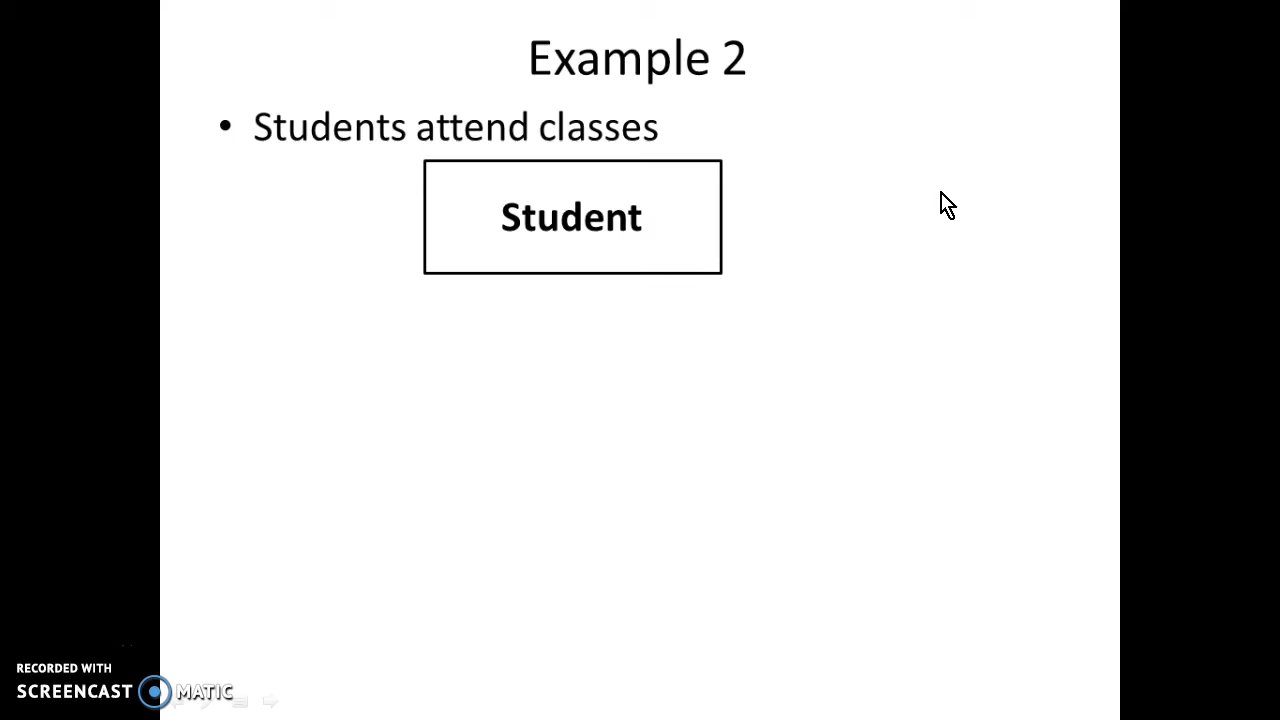 Example 2
• Students attend classes
Student
RECORDED WITH
SCREENCAST MATIC